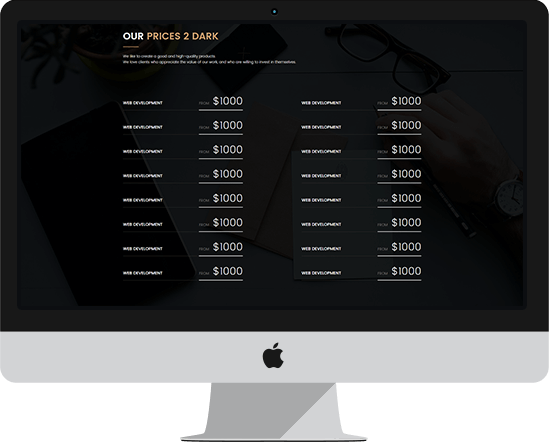 OUR PRICES 2 DARK
We like to create a good and high-quality products
We love clients who appreciate the value of our work, and who are willing to invest in themselves.
WEB DEVELOPMENT FROM $1000 WEB DEVELOPMENT FROM $1000
WEB DEVELOPMENT FROM $1000 WEB DEVELOPMENT FROM $1000
WEB DEVELOPMENT FROM $1000 WEB DEVELOPMENT FROM $1000
WEB DEVELOPMENT FROM $1000 WEB DEVELOPMENT FROM $1000
WEB DEVELOPMENT FROM $1000 WEB DEVELOPMENT FROM $1000
WEB DEVELOPMENT FROM $1000 WEB DEVELOPMENT FROM $1000
WEB DEVELOPMENT FROM $1000 WEB DEVELOPMENT FROM $1000
WEB DEVELOPMENT FROM $1000 WEB DEVELOPMENT FROM $1000